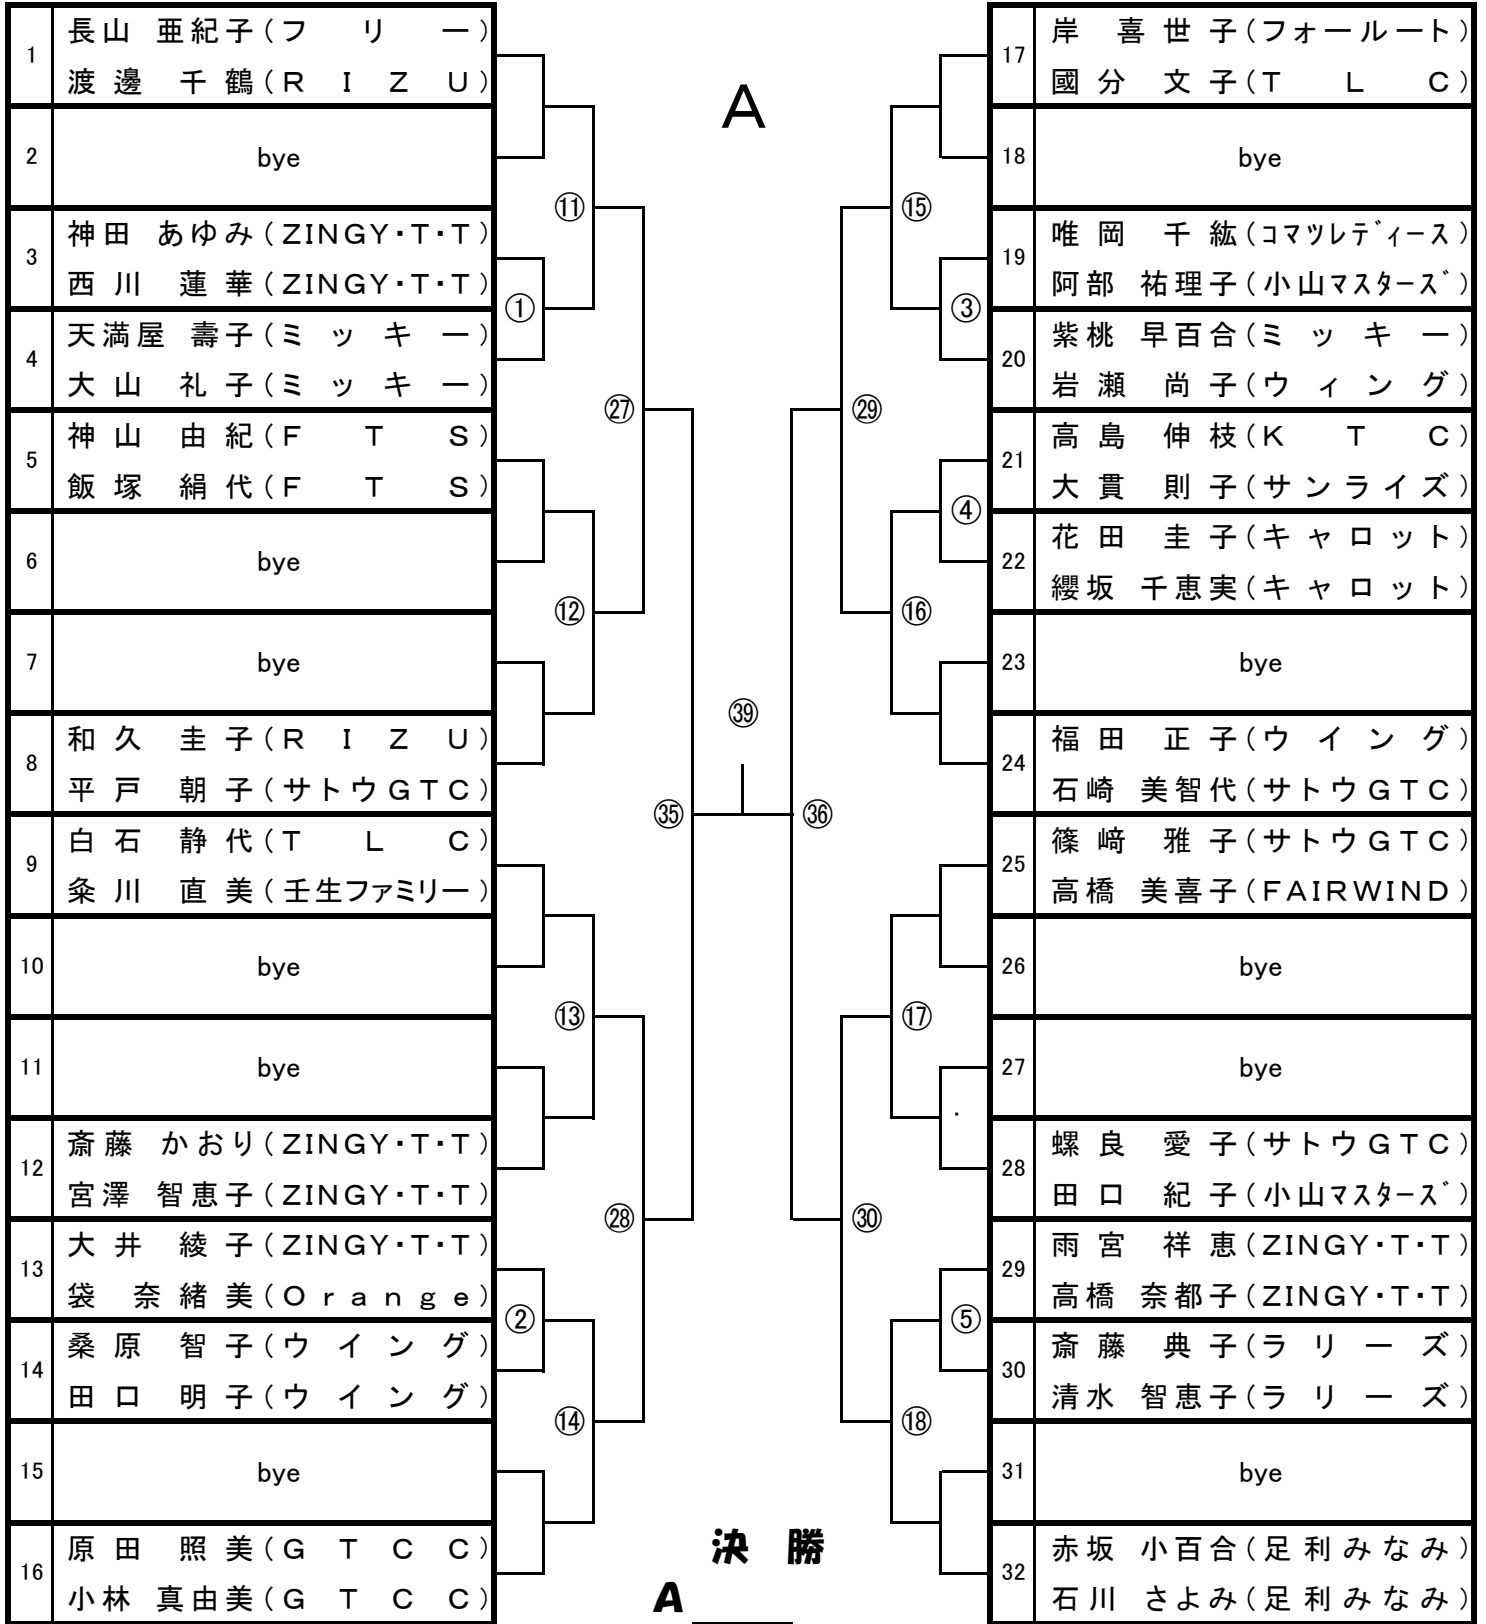 A
1
長山 亜紀子(フリー)
渡邊 千鶴(RIZU)
2
bye
3
神田 あゆみ(ZINGY・T・T)
西川 蓮華(ZINGY・T・T)
①
4
天満屋 壽子(ミッキー)
大山 礼子(ミッキー)
⑪
5
神山 由紀(FTS)
飯塚 絹代(FTS)
6
bye
7
bye
⑫
8
和久 圭子(RIZU)
平戸 朝子(サトウGTC)
㉗
9
白石 静代(TLC)
粂川 直美(壬生ファミリー)
10
bye
11
bye
⑬
12
斎藤 かおり(ZINGY・T・T)
宮澤 智恵子(ZINGY・T・T)
13
大井 綾子(ZINGY・T・T)
袋 奈緒美(Orange)
②
14
桑原 智子(ウイング)
田口 明子(ウイング)
⑭
15
bye
16
原田 照美(GTCC)
小林 真由美(GTCC)
㉘
㉟
㊴
㊱
17
岸 喜世子(フォールート)
國分 文子(TLC)
18
bye
⑮
19
唯岡 千紘(コマツレディース)
阿部 祐理子(小山マスターズ)
③
20
紫桃 早百合(ミッキー)
岩瀬 尚子(ウィング)
㉙
21
高島 伸枝(KTC)
大貫 則子(サンライズ)
④
22
花田 圭子(キャロット)
纓坂 千恵実(キャロット)
⑯
23
bye
24
福田 正子(ウイング)
石崎 美智代(サトウGTC)
25
篠﨑 雅子(サトウGTC)
高橋 美喜子(FAIRWIND)
26
bye
⑰
27
bye
28
螺良 愛子(サトウGTC)
田口 紀子(小山マスターズ)
㉚
29
雨宮 祥恵(ZINGY・T・T)
高橋 奈都子(ZINGY・T・T)
⑤
30
斎藤 典子(ラリーズ)
清水 智恵子(ラリーズ)
⑱
31
bye
32
赤坂 小百合(足利みなみ)
石川 さよみ(足利みなみ)
決 勝
A